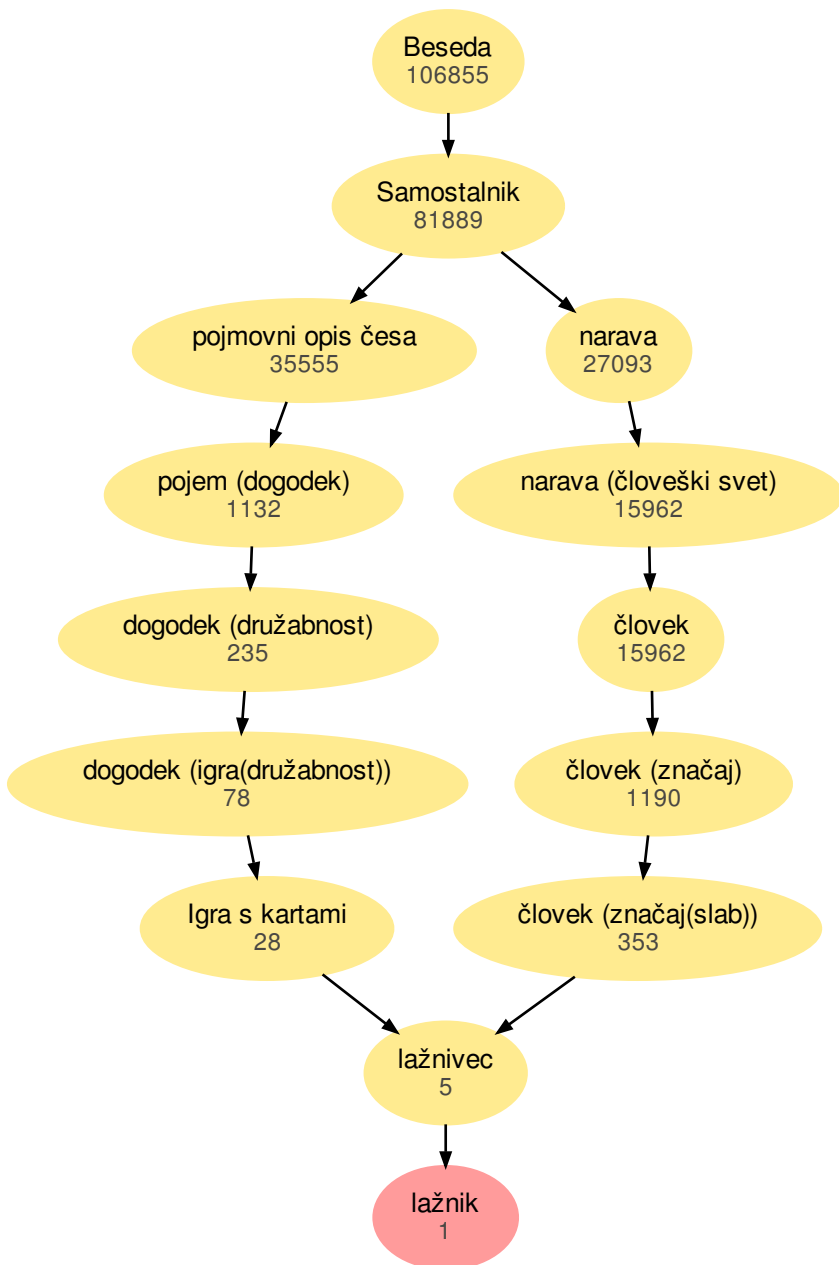 Beseda
106855
Samostalnik
81889
pojmovni opis česa
35555
narava
27093
pojem (dogodek)
1132
narava (človeški svet)
15962
dogodek (družabnost)
235
človek
15962
dogodek (igra(družabnost))
78
človek (značaj)
1190
Igra s kartami
28
človek (značaj(slab))
353
lažnivec
5
lažnik
1